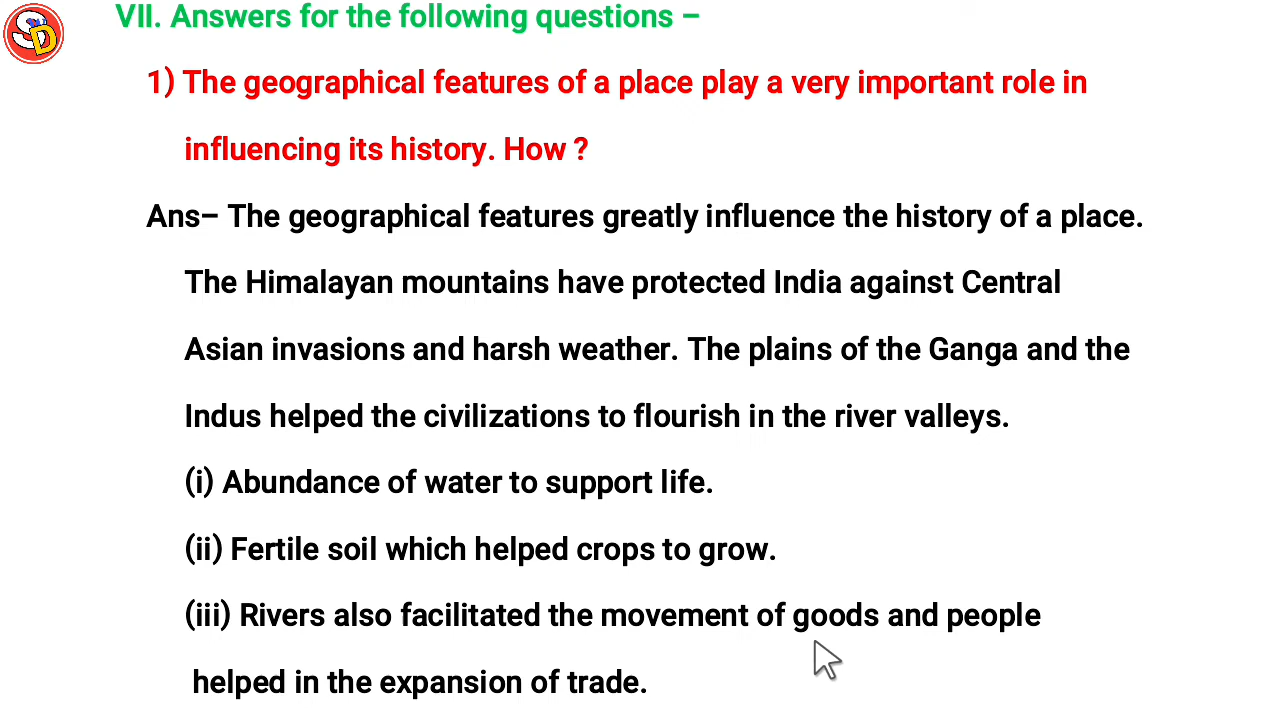 SD
VII. Answers for the following questions –
1) The geographical features of a place play a very important role in
influencing its history. How ?
Ans– The geographical features greatly influence the history of a place.
The Himalayan mountains have protected India against Central
Asian invasions and harsh weather. The plains of the Ganga and the
Indus helped the civilizations to flourish in the river valleys.
(i) Abundance of water to support life.
(ii) Fertile soil which helped crops to grow.
(iii) Rivers also facilitated the movement of goods and people
helped in the expansion of trade.